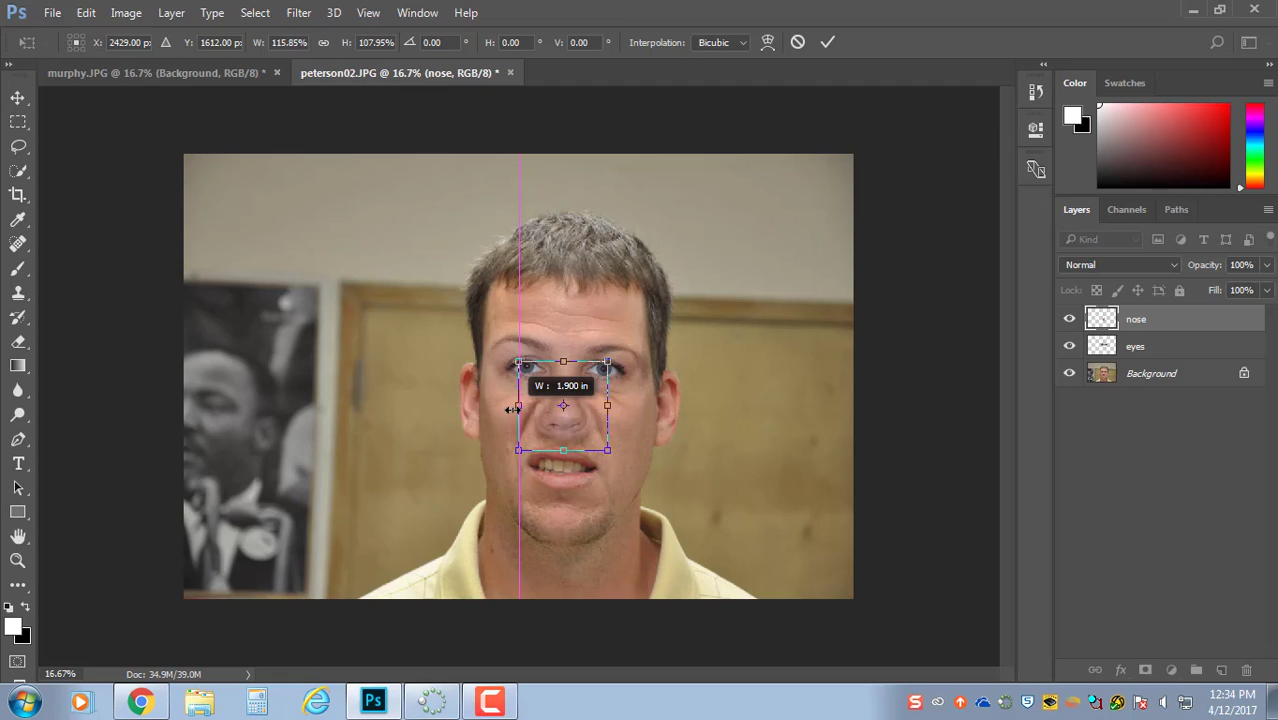 Ps File Edit Image Layer Type Select Filter 3D View Window Help
X: 2429.00 px Y: 1612.00 px W: 115.85% H: 107.95% 0.00 ° H: 0.00 ° V: 0.00 ° Interpolation: Bicubic
murphy.JPG @ 16.7% (Background, RGB/8) * × peterson02.JPG @ 16.7% (nose, RGB/8) * ×
Color Swatches
Layers Channels Paths
Kind
Normal Opacity: 100%
Lock: Fill: 100%
nose
eyes
Background
W : 1.900 in
T
16.67% Doc: 34.9M/39.0M
Ps
12:34 PM
4/12/2017